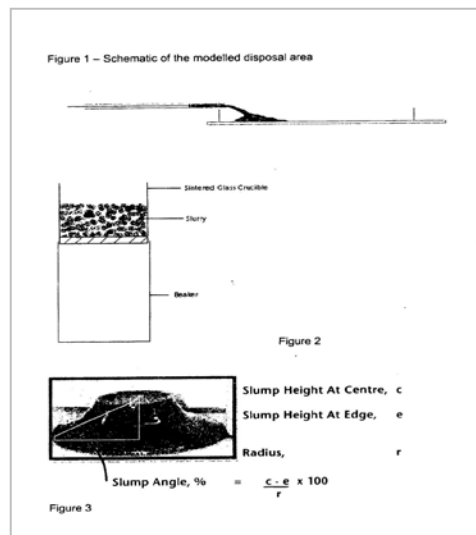 Figure 1 – Schematic of the modelled disposal area
Sintered Glass Crucible
Slurry
Beaker
Figure 2
Slump Height At Centre, c
Slump Height At Edge, e
Radius, r
Slump Angle, % = c - e x 100
r
Figure 3